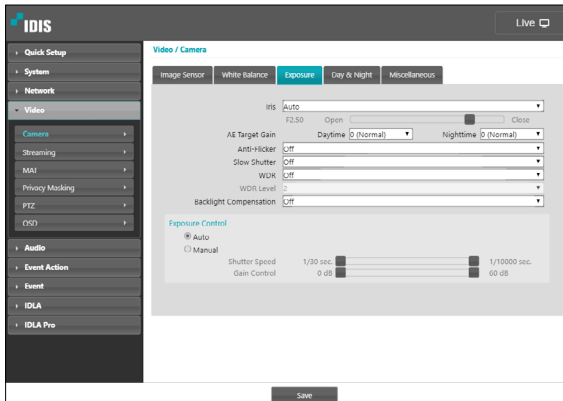 IDIS
Live
Quick Setup
System
Network
Video
Camera
Streaming
MAT
Privacy Masking
PTZ
OSD
Audio
Event Action
Event
IDLA
IDLA Pro
Video / Camera
Image Sensor White Balance Exposure Day & Night Miscellaneous
Iris Auto
F2.50 Open Close
AE Target Gain Daytime 0 (Normal) Nighttime 0 (Normal)
Anti-Flicker Off
Slow Shutter Off
WDR Off
WDR Level 2
Backlight Compensation Off
Exposure Control
Auto
Manual
Shutter Speed 1/30 sec. 1/10000 sec.
Gain Control 0 dB 60 dB
Save